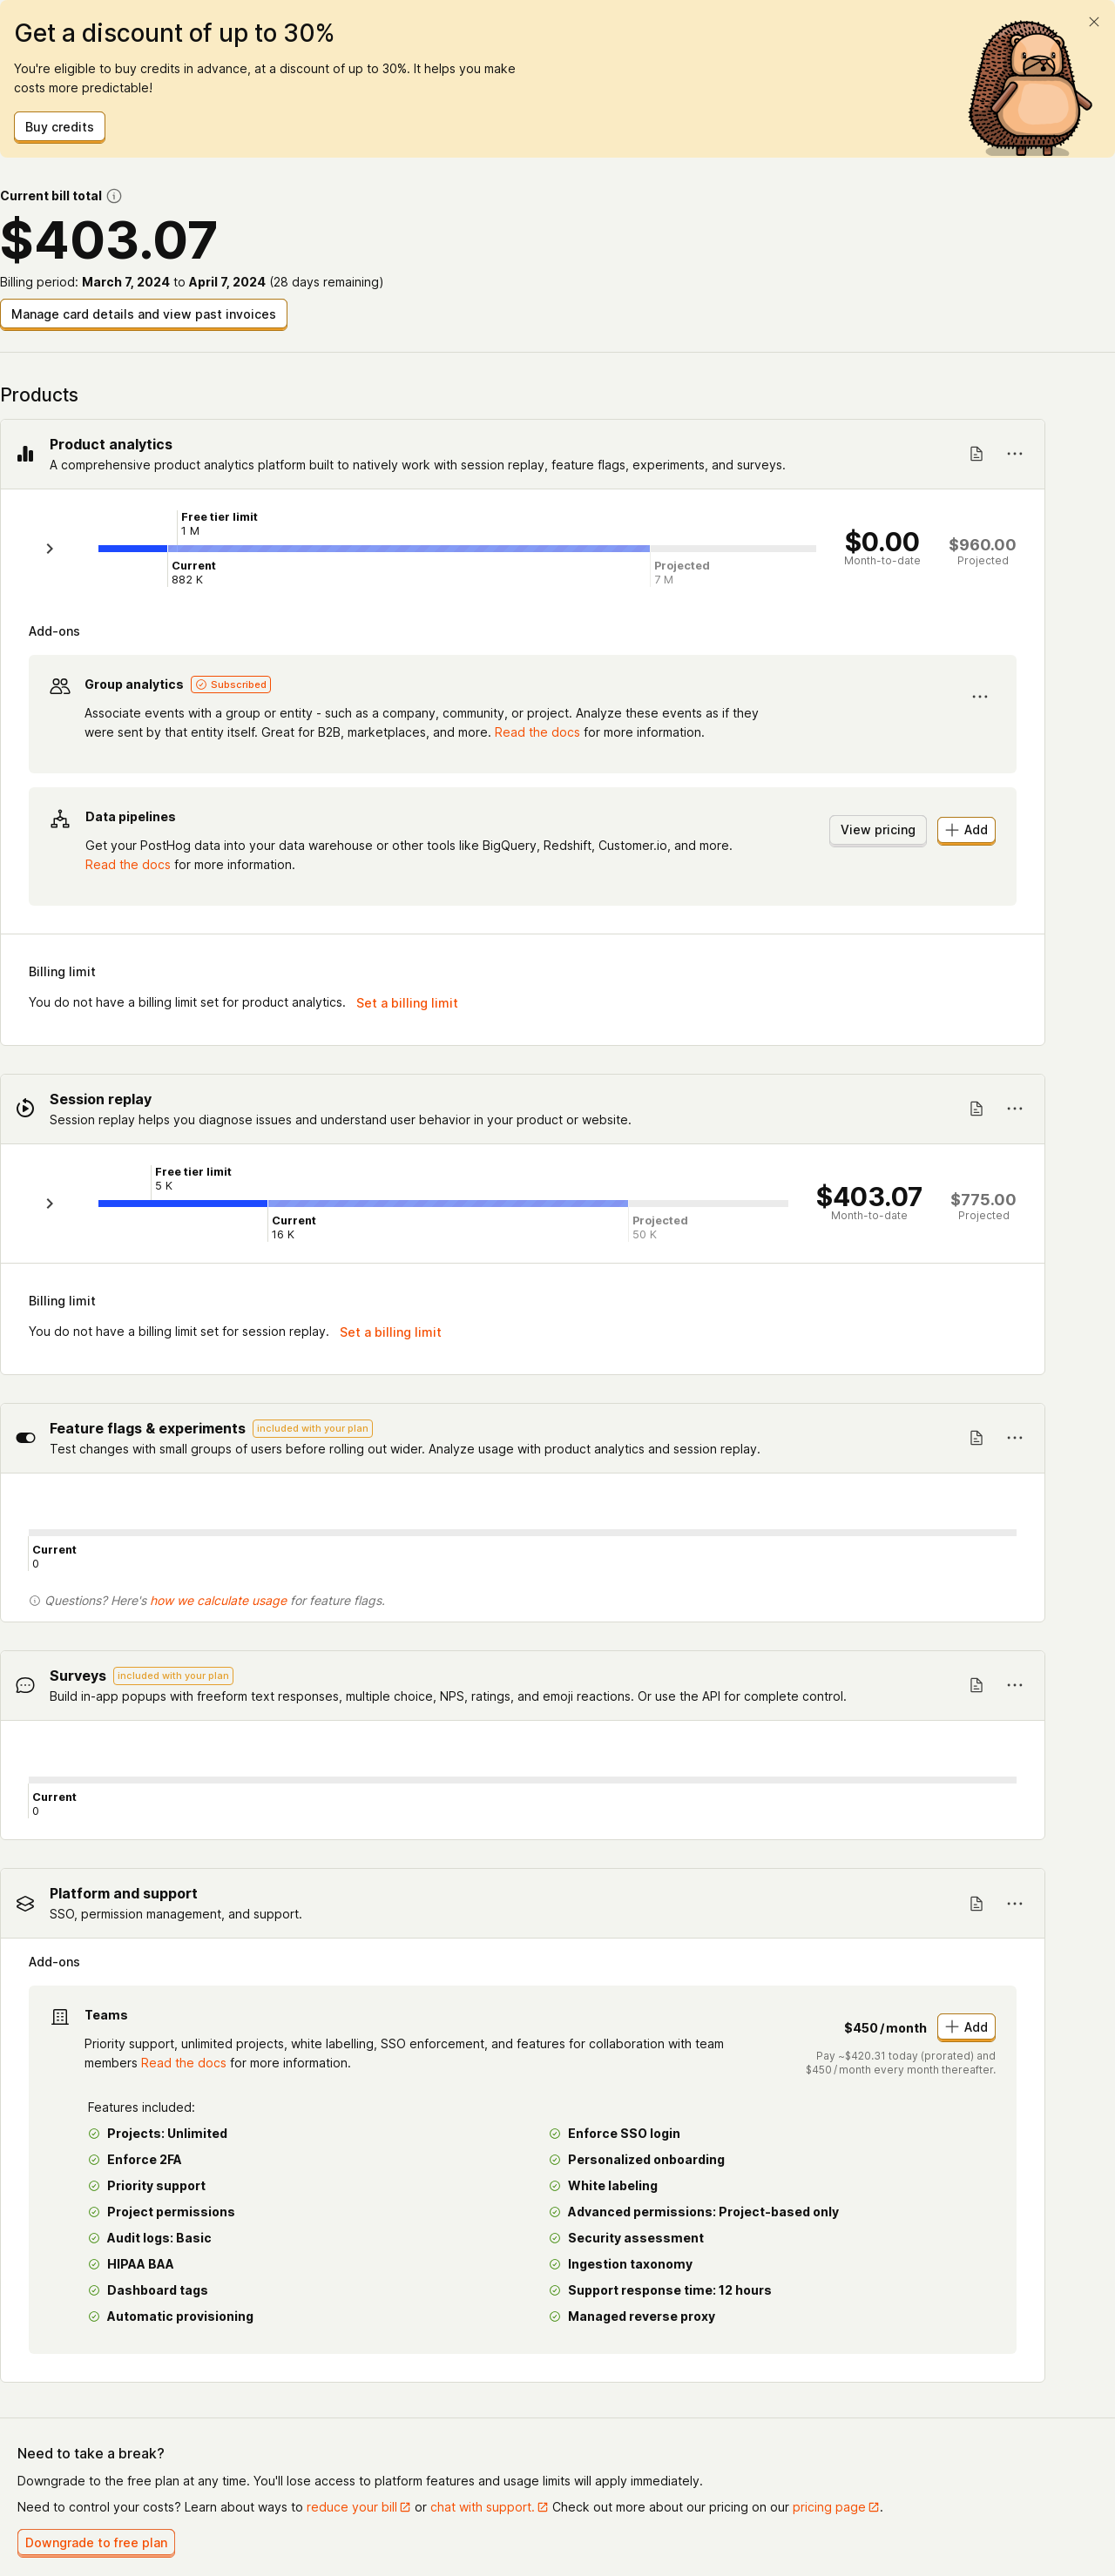 Get a discount of up to 30%
You're eligible to buy credits in advance, at a discount of up to 30%. It helps you make
costs more predictable!
Buy credits
Current bill total
$403.07
Billing period: March 7, 2024 to April 7, 2024 (28 days remaining)
Manage card details and view past invoices
Products
Product analytics
A comprehensive product analytics platform built to natively work with session replay, feature flags, experiments, and surveys.
Free tier limit
1 M
Current
882 K
Projected
7 M
$0.00
Month-to-date
$960.00
Projected
Add-ons
Group analytics Subscribed
Associate events with a group or entity - such as a company, community, or project. Analyze these events as if they
were sent by that entity itself. Great for B2B, marketplaces, and more. Read the docs for more information.
Data pipelines
Get your PostHog data into your data warehouse or other tools like BigQuery, Redshift, Customer.io, and more.
Read the docs for more information.
View pricing
Add
Billing limit
You do not have a billing limit set for product analytics. Set a billing limit
Session replay
Session replay helps you diagnose issues and understand user behavior in your product or website.
Free tier limit
5 K
Current
16 K
Projected
50 K
$403.07
Month-to-date
$775.00
Projected
Billing limit
You do not have a billing limit set for session replay. Set a billing limit
Feature flags & experiments included with your plan
Test changes with small groups of users before rolling out wider. Analyze usage with product analytics and session replay.
Current
0
Questions? Here's how we calculate usage for feature flags.
Surveys included with your plan
Build in-app popups with freeform text responses, multiple choice, NPS, ratings, and emoji reactions. Or use the API for complete control.
Current
0
Platform and support
SSO, permission management, and support.
Add-ons
Teams
Priority support, unlimited projects, white labelling, SSO enforcement, and features for collaboration with team
members Read the docs for more information.
$450/month
Add
Pay ~$420.31 today (prorated) and
$450/month every month thereafter.
Features included:
Projects: Unlimited
Enforce 2FA
Priority support
Project permissions
Audit logs: Basic
HIPAA BAA
Dashboard tags
Automatic provisioning
Enforce SSO login
Personalized onboarding
White labeling
Advanced permissions: Project-based only
Security assessment
Ingestion taxonomy
Support response time: 12 hours
Managed reverse proxy
Need to take a break?
Downgrade to the free plan at any time. You'll lose access to platform features and usage limits will apply immediately.
Need to control your costs? Learn about ways to reduce your bill or chat with support. Check out more about our pricing on our pricing page.
Downgrade to free plan